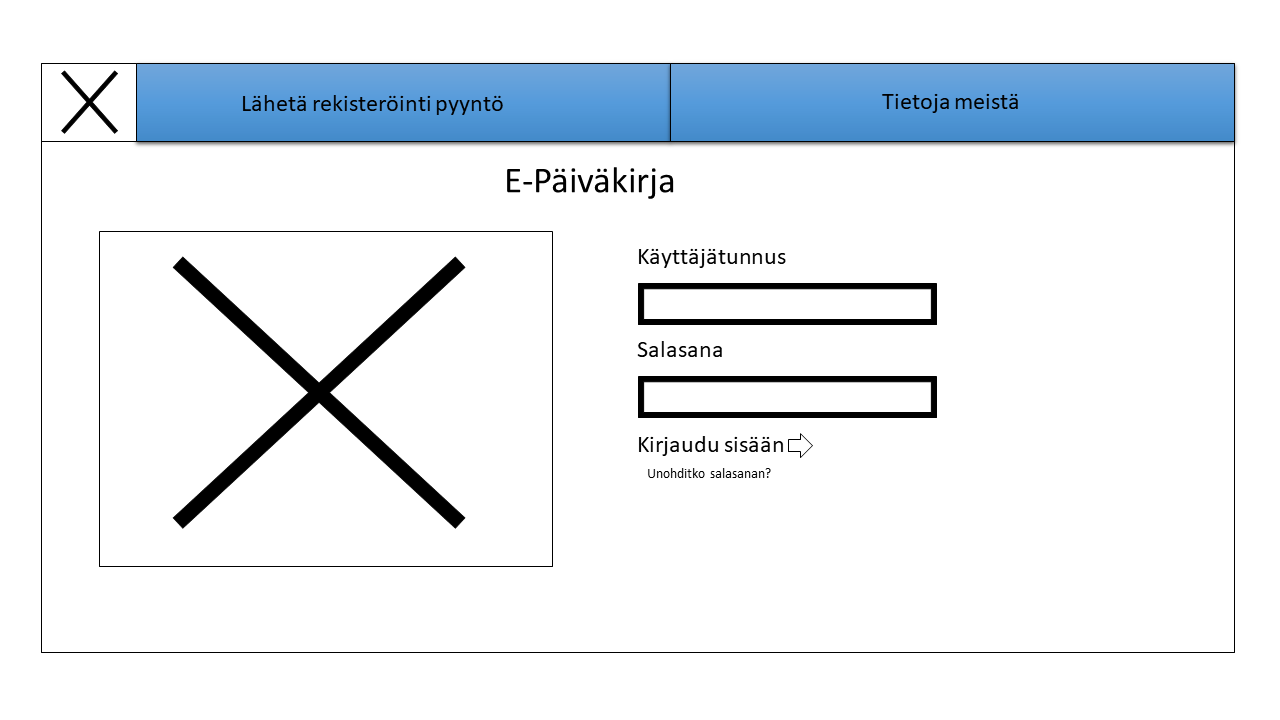 Lähetä rekisteröinti pyyntö
Tietoja meistä
E-Päiväkirja
Käyttäjätunnus
Salasana
Kirjaudu sisään
Unohditko salasanan?